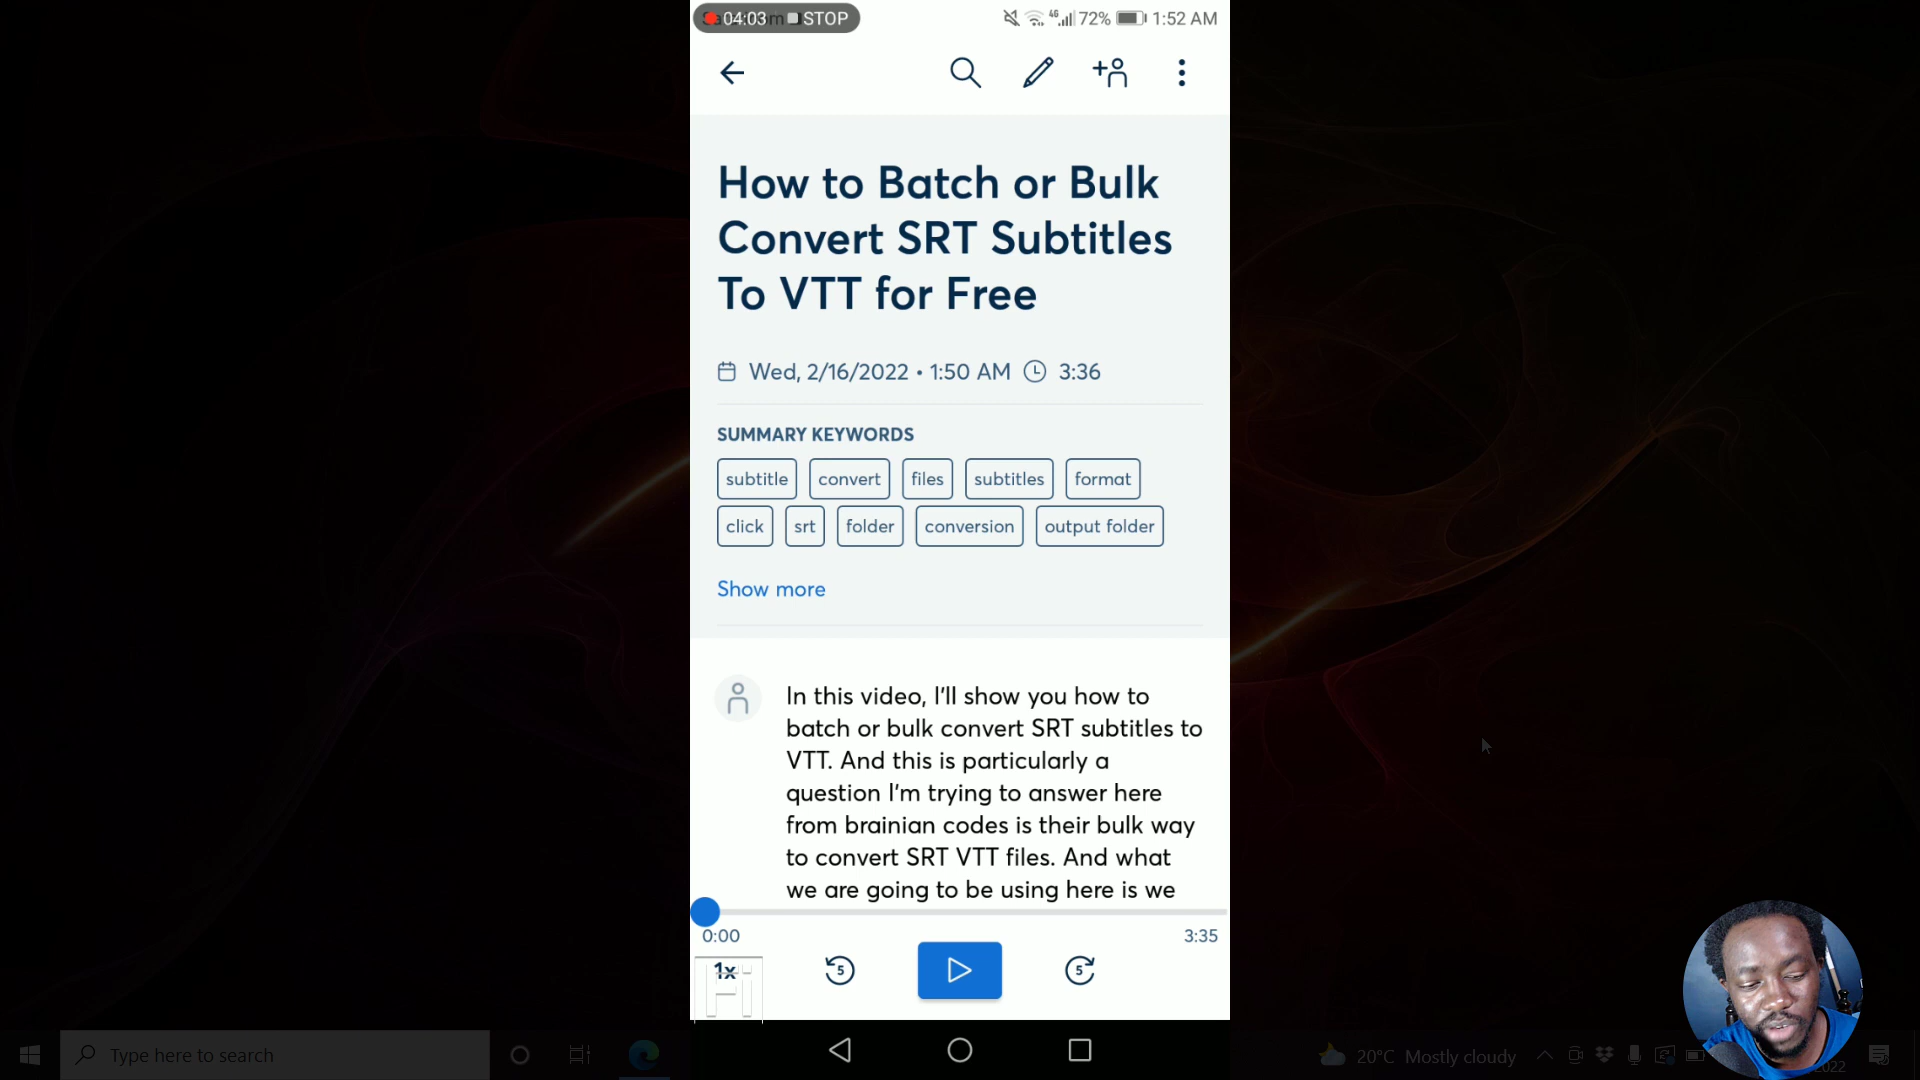 04:03 STOP
4G 72% 1:52 AM
How to Batch or Bulk
Convert SRT Subtitles
To VTT for Free
Wed, 2/16/2022 • 1:50 AM 3:36
SUMMARY KEYWORDS
subtitle convert files subtitles format
click srt folder conversion output folder
Show more
In this video, I'll show you how to
batch or bulk convert SRT subtitles to
VTT. And this is particularly a
question I'm trying to answer here
from brainian codes is their bulk way
to convert SRT VTT files. And what
we are going to be using here is we
0:00 3:35
1x 5 5
Type here to search
20°C Mostly cloudy
2022